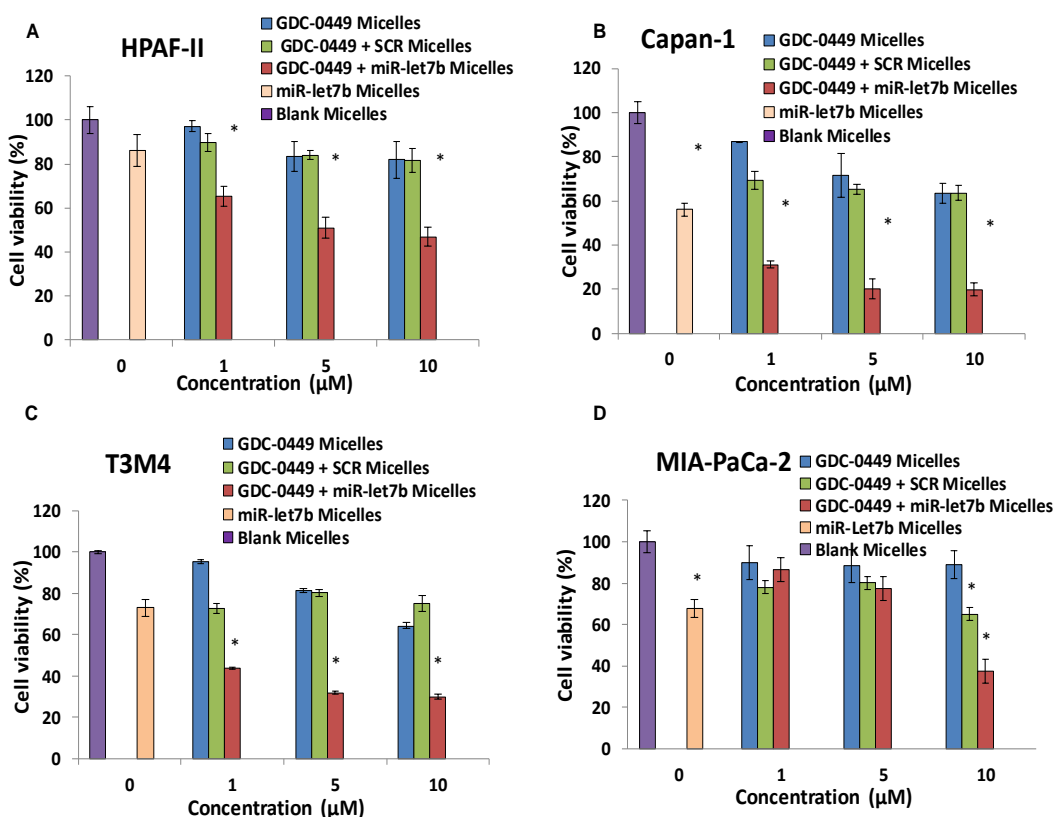 A
HPAF-II
GDC-0449 Micelles
GDC-0449 + SCR Micelles
GDC-0449 + miR-let7b Micelles
miR-let7b Micelles
Blank Micelles
Cell viability (%)
120
100
80
60
40
20
0
* * *
0 1 5 10
Concentration (µM)
B
Capan-1
GDC-0449 Micelles
GDC-0449 + SCR Micelles
GDC-0449 + miR-let7b Micelles
miR-let7b Micelles
Blank Micelles
Cell viability (%)
120
100
80
60
40
20
0
* * * *
0 1 5 10
Concentration (µM)
C
T3M4
GDC-0449 Micelles
GDC-0449 + SCR Micelles
GDC-0449 + miR-let7b Micelles
miR-let7b Micelles
Blank Micelles
Cell viability (%)
120
100
80
60
40
20
0
* * *
0 1 5 10
Concentration (µM)
D
MIA-PaCa-2
GDC-0449 Micelles
GDC-0449 + SCR Micelles
GDC-0449 + miR-let7b Micelles
miR-Let7b Micelles
Blank Micelles
Cell viability (%)
120
100
80
60
40
20
0
* * *
0 1 5 10
Concentration (µM)